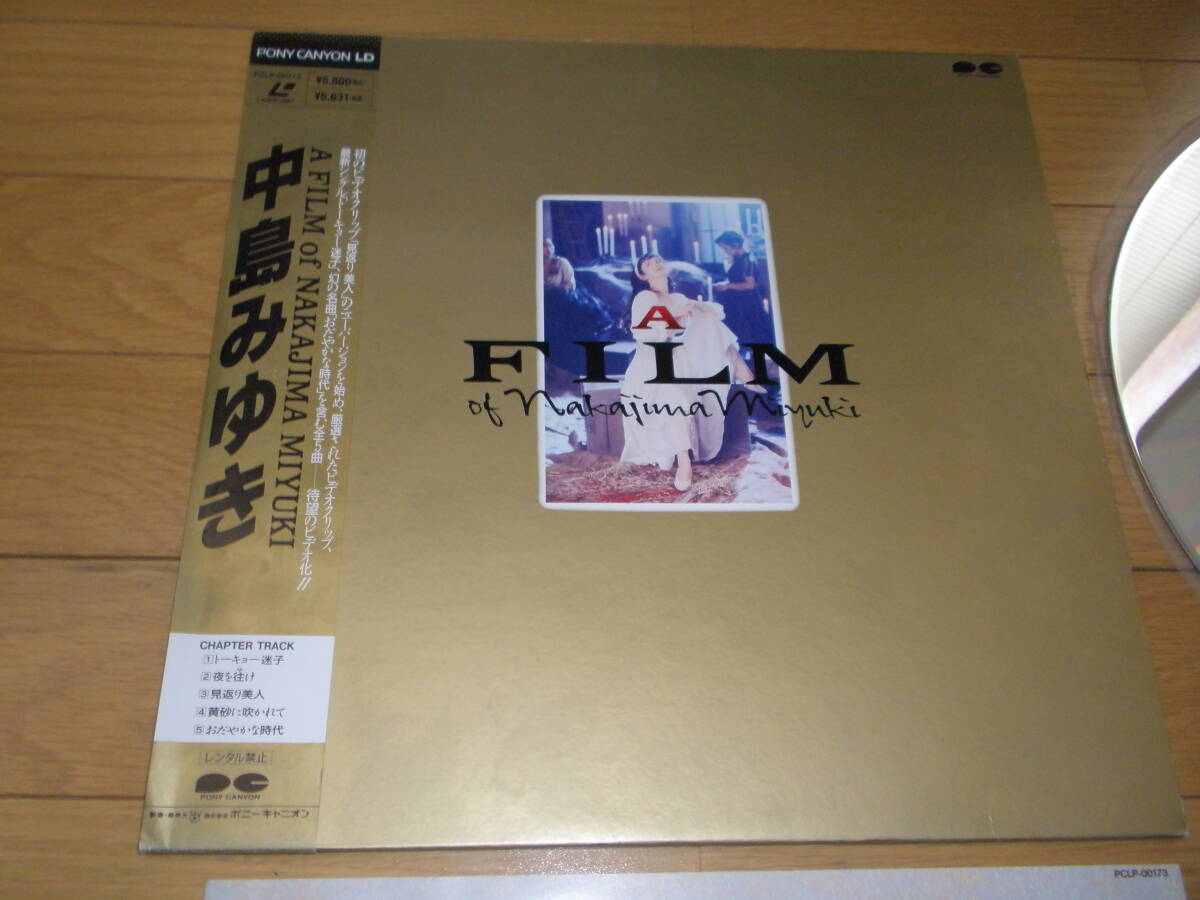 PONY CANYON LD
PCLP-00173
¥5,800(税込)
¥5,631(税抜)
中島みゆき
A FILM of NAKAJIMA MIYUKI
初のビデオクリップ「見返り美人」のニューバージョンを始め、厳選されたビデオクリップ、
最新シングル「トーキョー迷子」、幻の名曲「おだやかな時代」を含む全5曲——待望のビデオ化!!
CHAPTER TRACK
1 トーキョー迷子
2 夜を往け
3 見返り美人
4 黄砂に吹かれて
5 おだやかな時代
レンタル禁止
PONY CANYON
株式会社 ポニーキャニオン
A
FILM
of Nakajima Miyuki
PCLP-00173